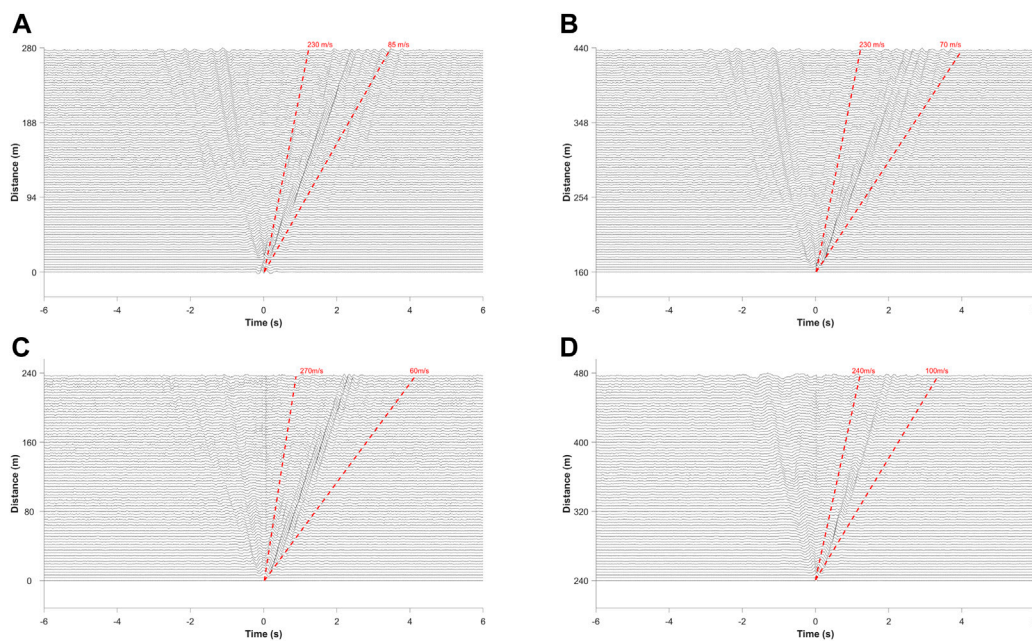 A
230 m/s
85 m/s
280
188
94
0
Distance (m)
-6
-4
-2
0
2
4
6
Time (s)
B
230 m/s
70 m/s
440
348
254
160
Distance (m)
-6
-4
-2
0
2
4
Time (s)
C
270m/s
60m/s
240
160
80
0
Distance (m)
-6
-4
-2
0
2
4
6
Time (s)
D
240m/s
100m/s
480
400
320
240
Distance (m)
-6
-4
-2
0
2
4
Time (s)